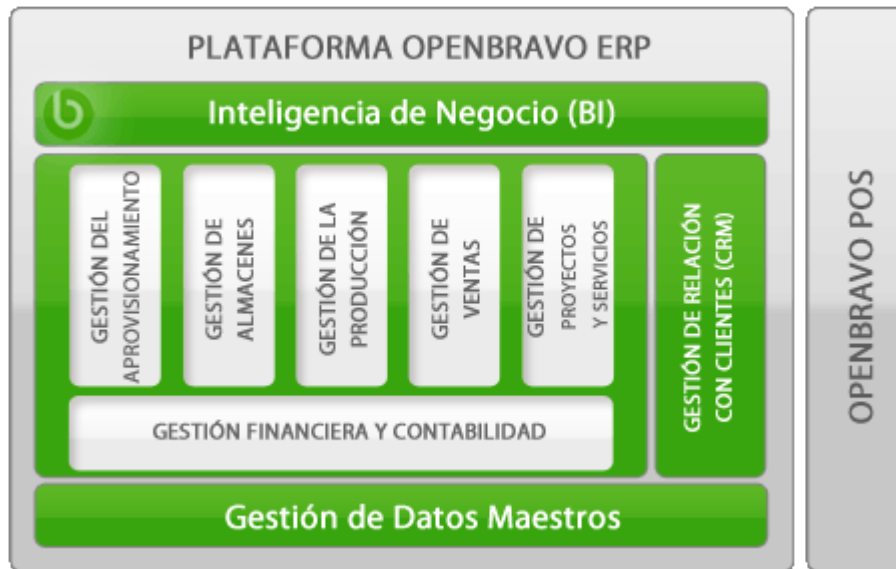 PLATAFORMA OPENBRAVO ERP
b
Inteligencia de Negocio (BI)
GESTIÓN DEL
APROVISIONAMIENTO
GESTIÓN DE
ALMACENES
GESTIÓN DE LA
PRODUCCIÓN
GESTIÓN DE
VENTAS
GESTIÓN DE
PROYECTOS
Y SERVICIOS
GESTIÓN FINANCIERA Y CONTABILIDAD
GESTIÓN DE RELACIÓN
CON CLIENTES (CRM)
Gestión de Datos Maestros
OPENBRAVO POS